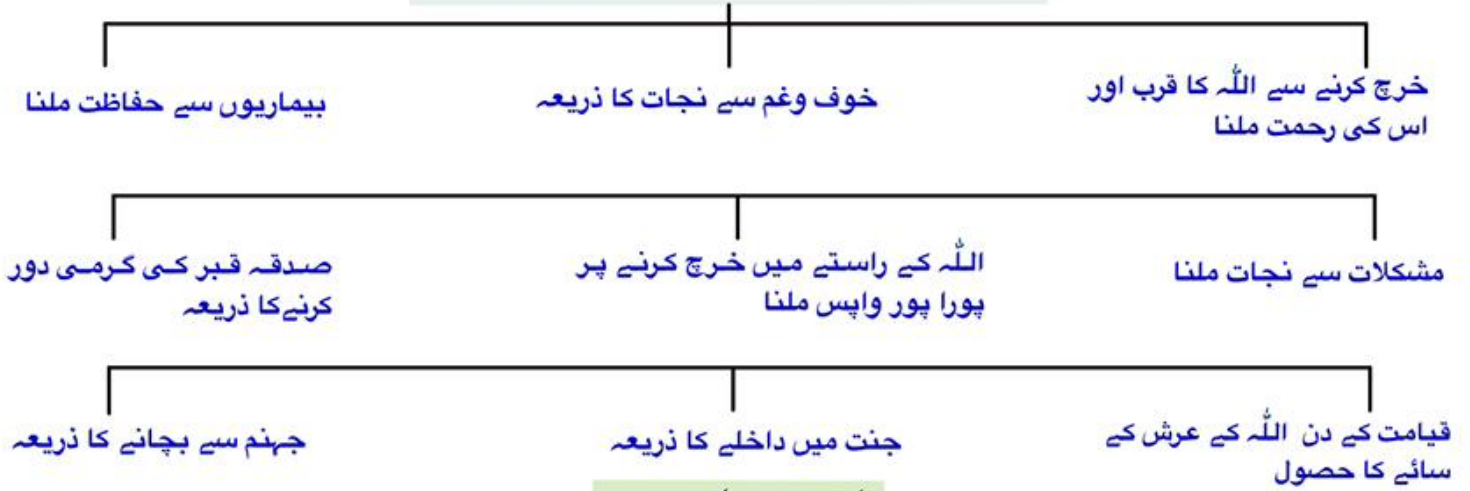 خرچ کرنے سے اللّٰہ کا قرب اور
اس کی رحمت ملنا
خوف وغم سے نجات کا ذریعہ
بیماریوں سے حفاظت ملنا
مشکلات سے نجات ملنا
اللّٰہ کے راستے میں خرچ کرنے پر
پورا پور واپس ملنا
صدقہ قبر کی گرمی دور
کرنےکا ذریعہ
قیامت کے دن اللّٰہ کے عرش کے
سائے کا حصول
جنت میں داخلے کا ذریعہ
جہنم سے بچانے کا ذریعہ